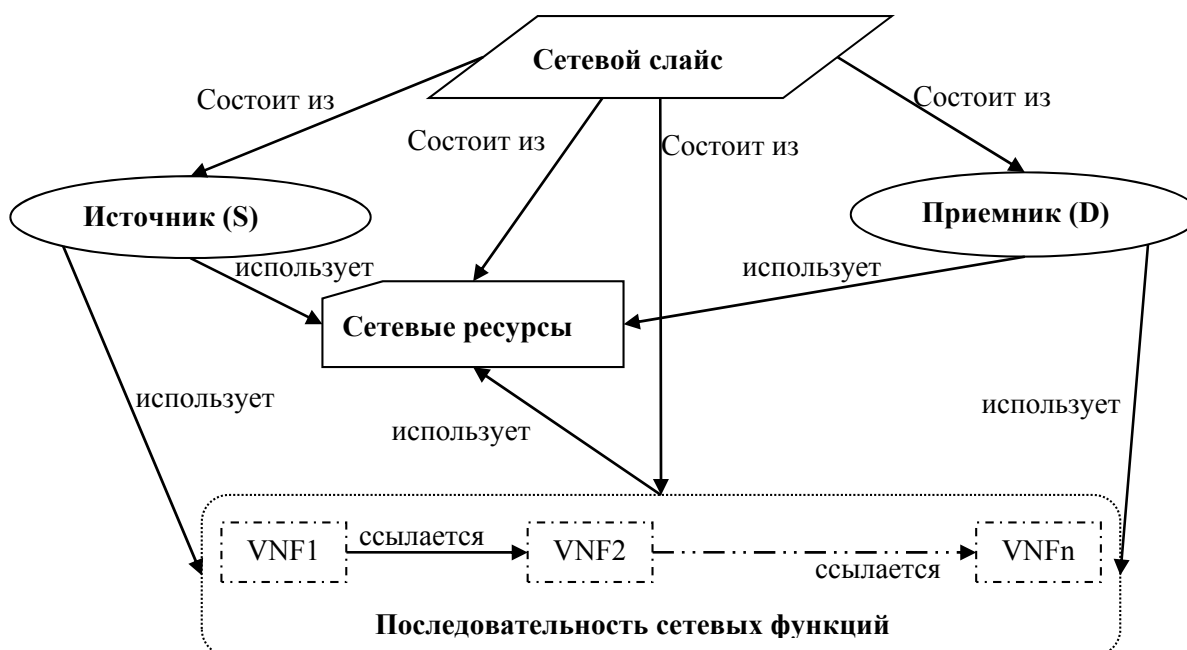 Сетевой слайс
Состоит из
Состоит из
Состоит из
Состоит из
Источник (S)
Приемник (D)
использует
использует
Сетевые ресурсы
использует
использует
использует
VNF1
ссылается
VNF2
ссылается
VNFn
Последовательность сетевых функций